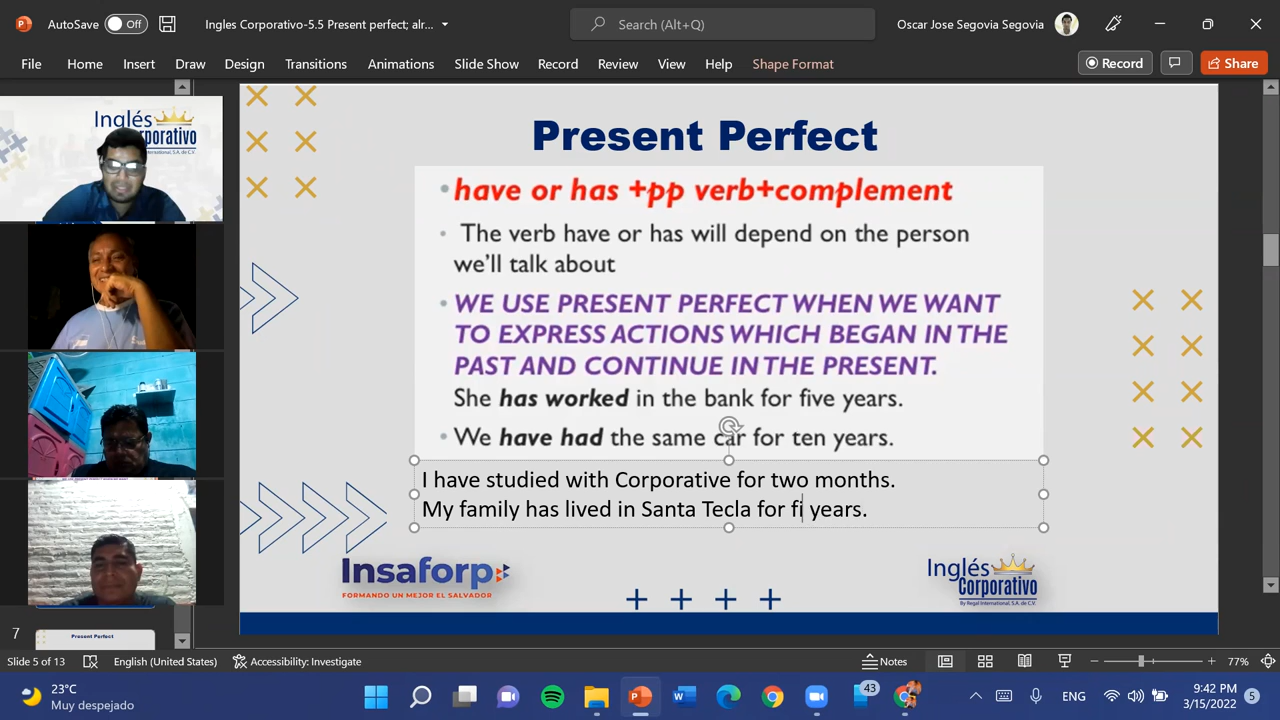 AutoSave
Off
Ingles Corporativo-5.5 Present perfect; alr...
Search (Alt+Q)
Oscar Jose Segovia Segovia
File
Home
Insert
Draw
Design
Transitions
Animations
Slide Show
Record
Review
View
Help
Shape Format
Record
Share
Inglés
Corporativo
Present Perfect
have or has +pp verb+complement
The verb have or has will depend on the person
we'll talk about
WE USE PRESENT PERFECT WHEN WE WANT
TO EXPRESS ACTIONS WHICH BEGAN IN THE
PAST AND CONTINUE IN THE PRESENT.
She has worked in the bank for five years.
We have had the same car for ten years.
I have studied with Corporative for two months.
My family has lived in Santa Tecla for fi years.
Insaforp
FORMANDO UN MEJOR EL SALVADOR
Inglés
Corporativo
By Regal International, S.A. de C.V.
7
Present Perfect
Slide 5 of 13
English (United States)
Accessibility: Investigate
Notes
77%
23°C
Muy despejado
43
ENG
9:42 PM
3/15/2022
5